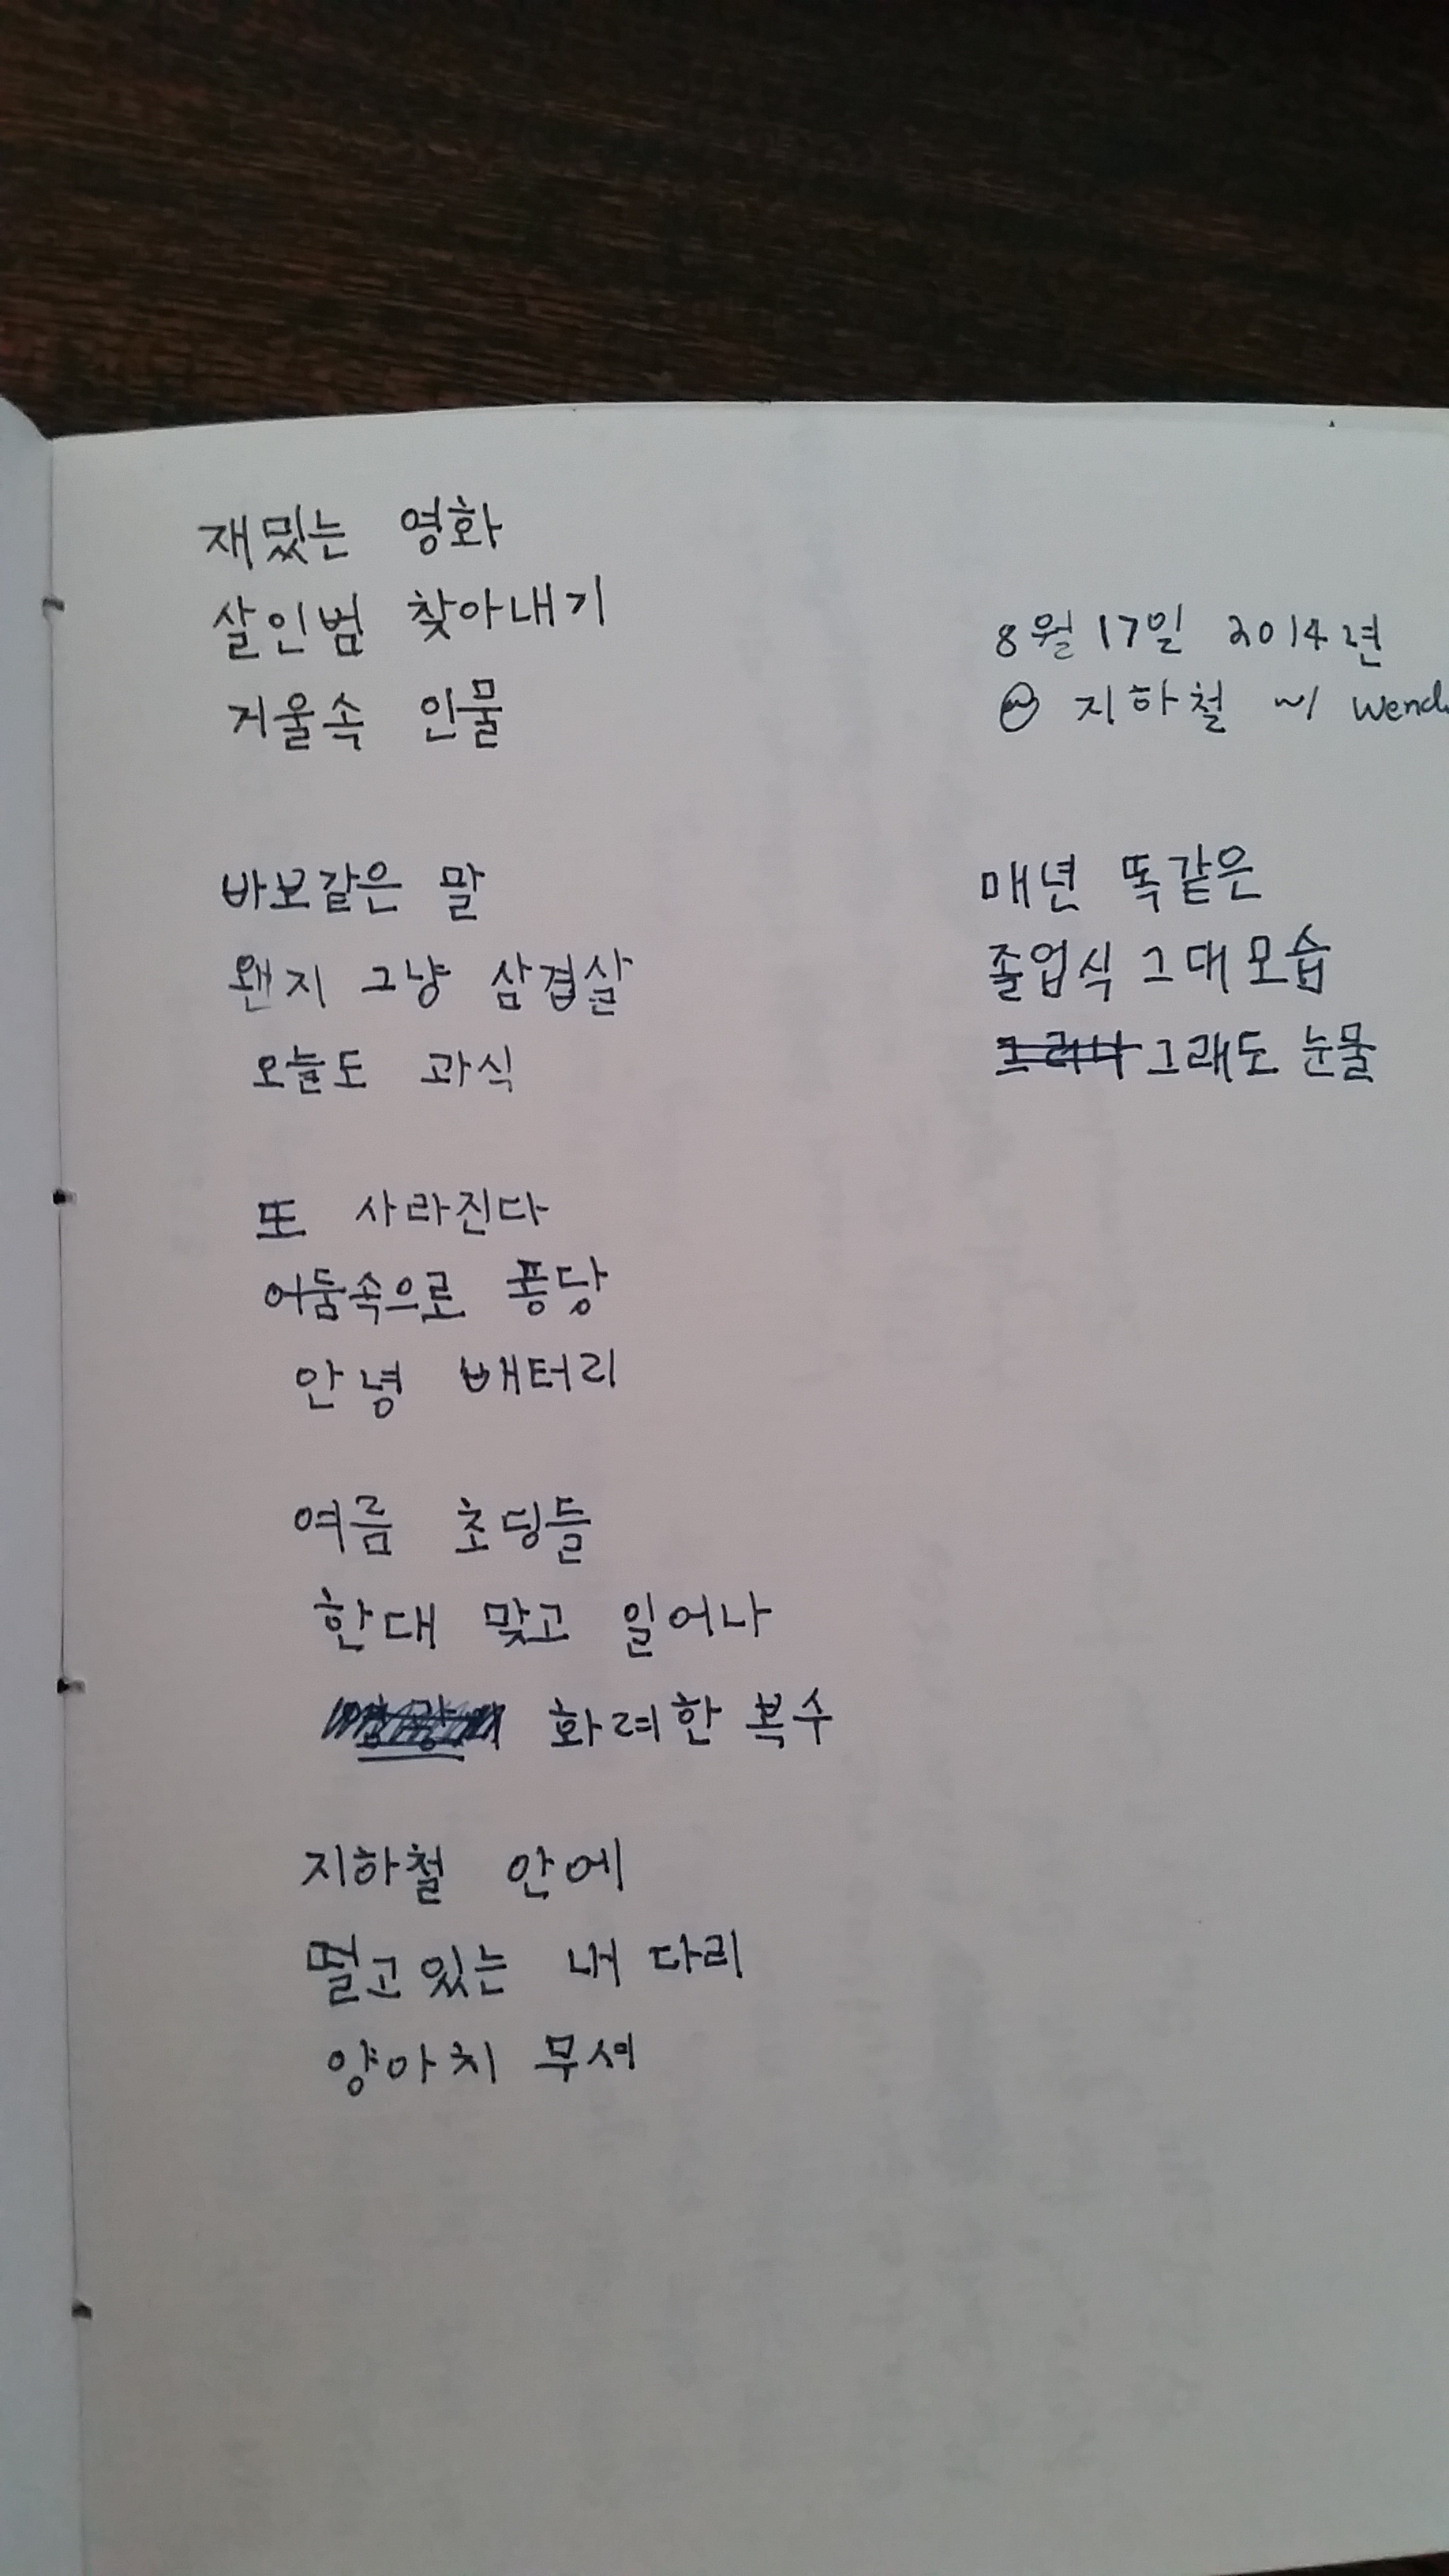 재밌는 영화
살인범 찾아내기
거울속 인물
바보같은 말
왠지 그냥 삼겹살
오늘도 과식
또 사라진다
어둠속으로 퐁당
안녕 배터리
여름 초딩들
한대 맞고 일어나
화려한 복수
지하철 안에
떨고있는 내 다리
양아치 무서
8월 17일 2014년
@ 지하철 w/
매년 똑같은
졸업식 그대모습
그러나 그래도 눈물